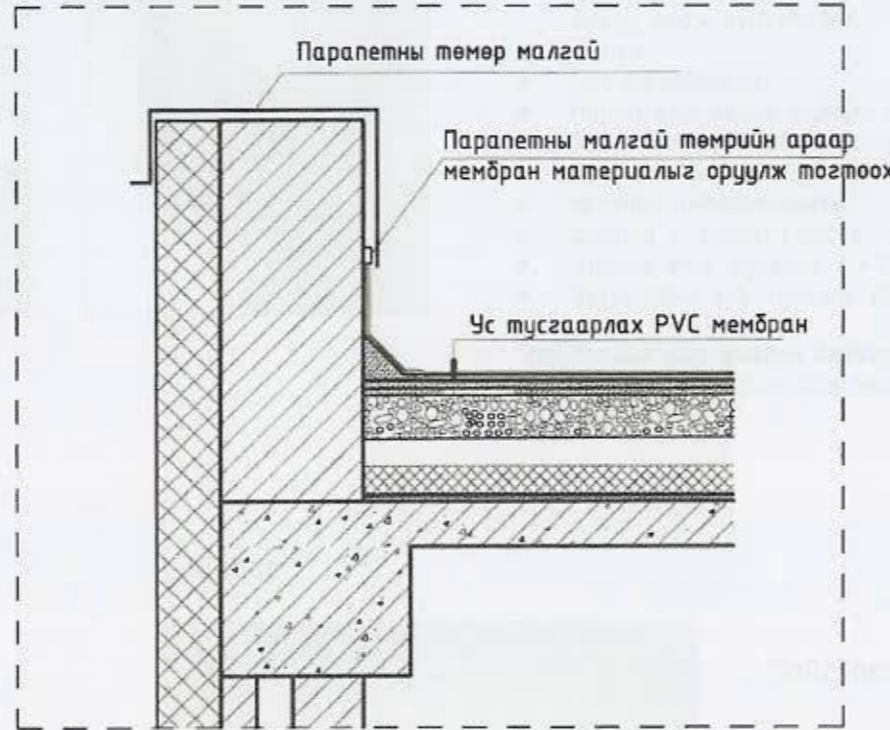 Парапетны төмөр малгай
Парапетны малгай төмрийн араар
мембран материалыг оруулж тогтоох
Ус тусгаарлах PVC мембран